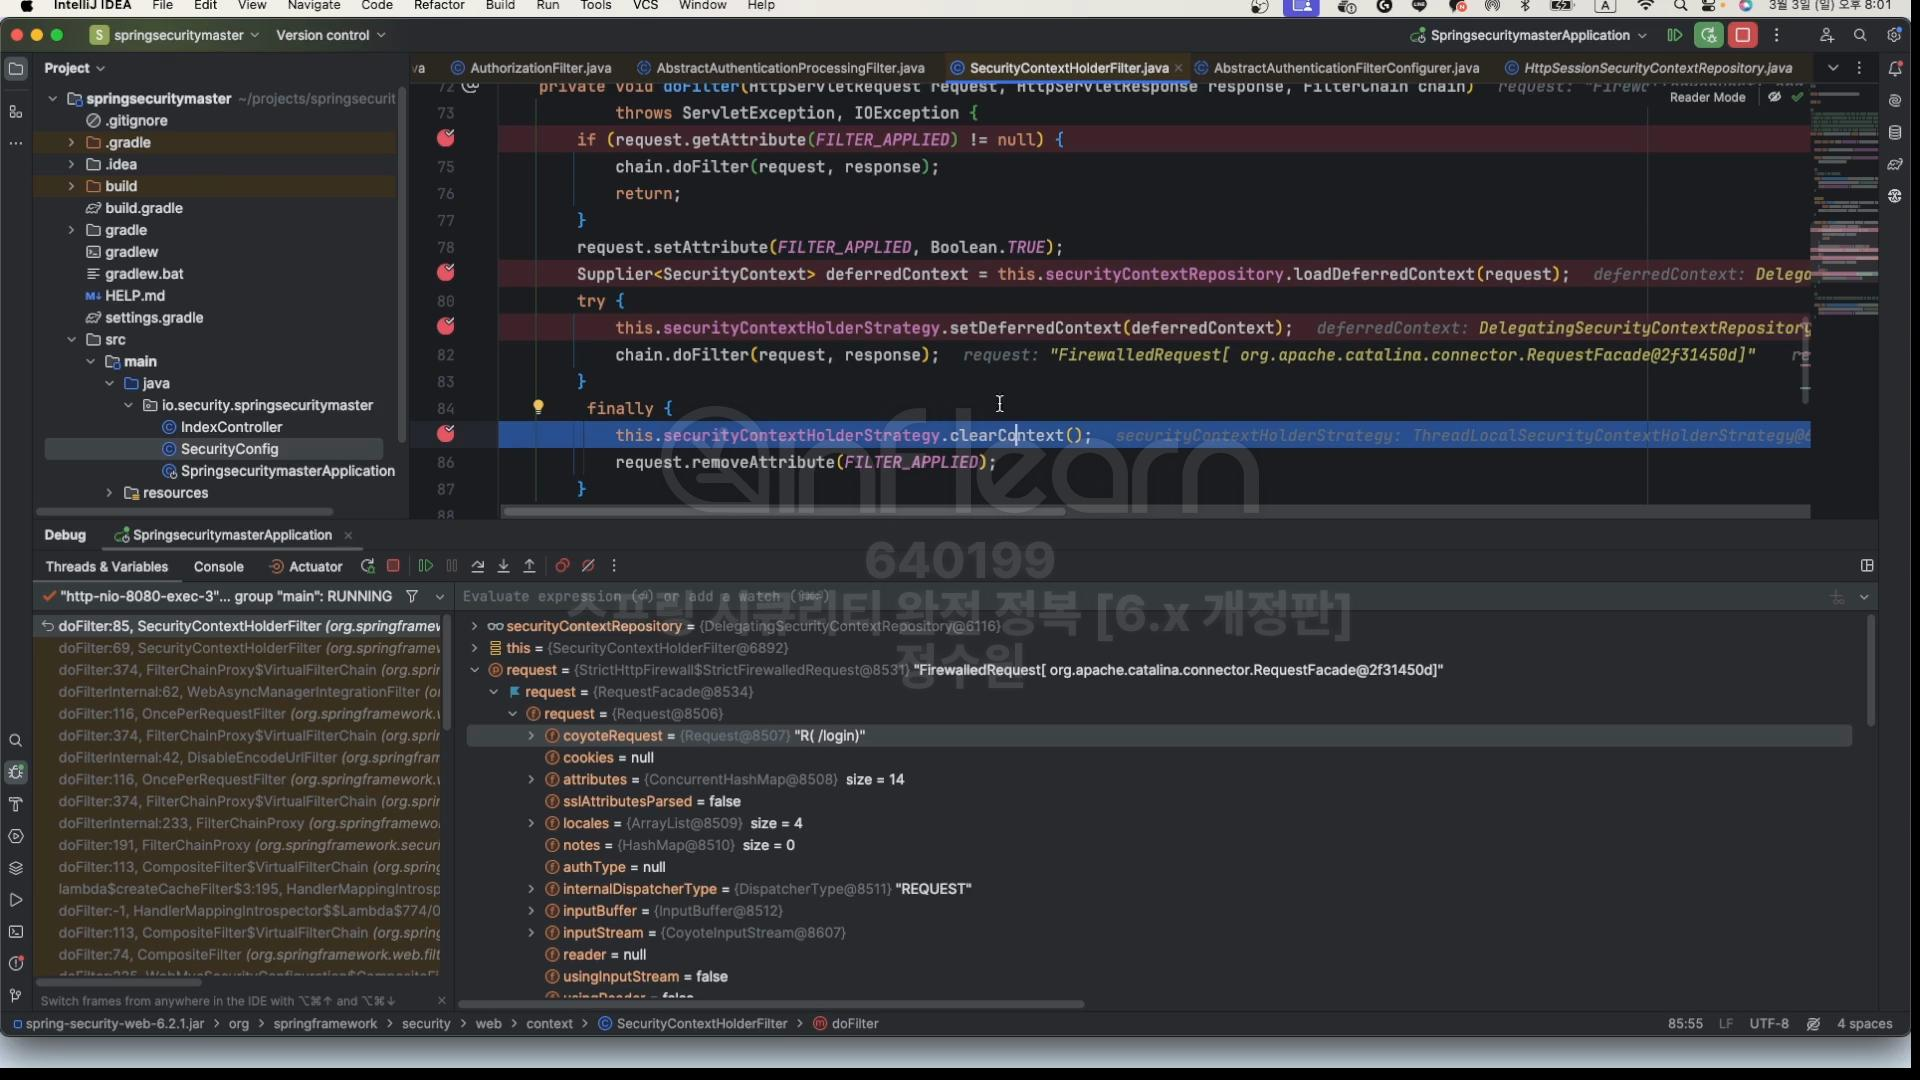 IntelliJ IDEA File Edit View Navigate Code Refactor Build Run Tools VCS Window Help
A
3월 3일 (일) 오후 8:01
S springsecuritymaster Version control SpringsecuritymasterApplication
Project
springsecuritymaster ~/projects/springsecurit
.gitignore
.gradle
.idea
build
build.gradle
gradle
gradlew
gradlew.bat
M↓ HELP.md
settings.gradle
src
main
java
io.security.springsecuritymaster
IndexController
SecurityConfig
SpringsecuritymasterApplication
resources
va AuthorizationFilter.java AbstractAuthenticationProcessingFilter.java SecurityContextHolderFilter.java AbstractAuthenticationFilterConfigurer.java HttpSessionSecurityContextRepository.java
Reader Mode
72 private void doFilter(HttpServletRequest request, HttpServletResponse response, FilterChain chain) request: "Firew
73 throws ServletException, IOException {
if (request.getAttribute(FILTER_APPLIED) != null) {
75 chain.doFilter(request, response);
76 return;
77 }
78 request.setAttribute(FILTER_APPLIED, Boolean.TRUE);
Supplier<SecurityContext> deferredContext = this.securityContextRepository.loadDeferredContext(request); deferredContext: Delega
80 try {
this.securityContextHolderStrategy.setDeferredContext(deferredContext); deferredContext: DelegatingSecurityContextRepository
82 chain.doFilter(request, response); request: "FirewalledRequest[ org.apache.catalina.connector.RequestFacade@2f31450d]" re
83 }
84 finally {
this.securityContextHolderStrategy.clearContext(); securityContextHolderStrategy: ThreadLocalSecurityContextHolderStrategy@6
86 request.removeAttribute(FILTER_APPLIED);
87 }
88
inflearn
640199
스프링 시큐리티 완전 정복 [6.x 개정판]
정수원
Debug SpringsecuritymasterApplication
Threads & Variables Console Actuator
"http-nio-8080-exec-3"... group "main": RUNNING
doFilter:85, SecurityContextHolderFilter (org.springframew
doFilter:69, SecurityContextHolderFilter (org.springframew
doFilter:374, FilterChainProxy$VirtualFilterChain (org.spri
doFilterInternal:62, WebAsyncManagerIntegrationFilter (or
doFilter:116, OncePerRequestFilter (org.springframework.v
doFilter:374, FilterChainProxy$VirtualFilterChain (org.spri
doFilterInternal:42, DisableEncodeUrlFilter (org.springfran
doFilter:116, OncePerRequestFilter (org.springframework.v
doFilter:374, FilterChainProxy$VirtualFilterChain (org.spri
doFilterInternal:233, FilterChainProxy (org.springframewo
doFilter:191, FilterChainProxy (org.springframework.securi
doFilter:113, CompositeFilter$VirtualFilterChain (org.spring
lambda$createCacheFilter$3:195, HandlerMappingIntrosp
doFilter:-1, HandlerMappingIntrospector$$Lambda$774/0
doFilter:113, CompositeFilter$VirtualFilterChain (org.spring
doFilter:74, CompositeFilter (org.springframework.web.filt
Switch frames from anywhere in the IDE with ⌥⌘↑ and ⌥⌘↓
Evaluate expression (⏎) or add a watch (⇧⌘⏎)
securityContextRepository = {DelegatingSecurityContextRepository@6116}
this = {SecurityContextHolderFilter@6892}
request = {StrictHttpFirewall$StrictFirewalledRequest@8531} "FirewalledRequest[ org.apache.catalina.connector.RequestFacade@2f31450d]"
request = {RequestFacade@8534}
request = {Request@8506}
coyoteRequest = {Request@8507} "R( /login)"
cookies = null
attributes = {ConcurrentHashMap@8508} size = 14
sslAttributesParsed = false
locales = {ArrayList@8509} size = 4
notes = {HashMap@8510} size = 0
authType = null
internalDispatcherType = {DispatcherType@8511} "REQUEST"
inputBuffer = {InputBuffer@8512}
inputStream = {CoyoteInputStream@8607}
reader = null
usingInputStream = false
usingReader = false
spring-security-web-6.2.1.jar > org > springframework > security > web > context > SecurityContextHolderFilter > doFilter
85:55 LF UTF-8 4 spaces